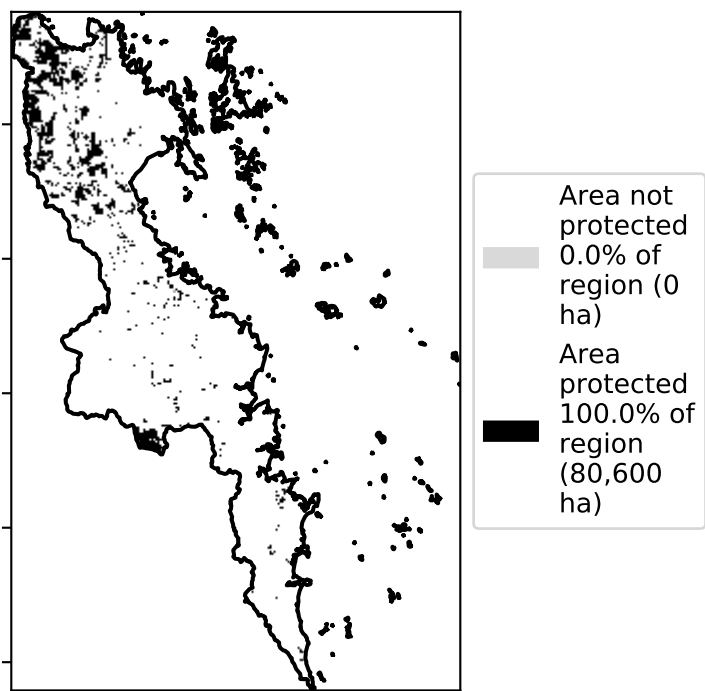 Area not
protected
0.0% of
region (0
ha)
Area
protected
100.0% of
region
(80,600
ha)